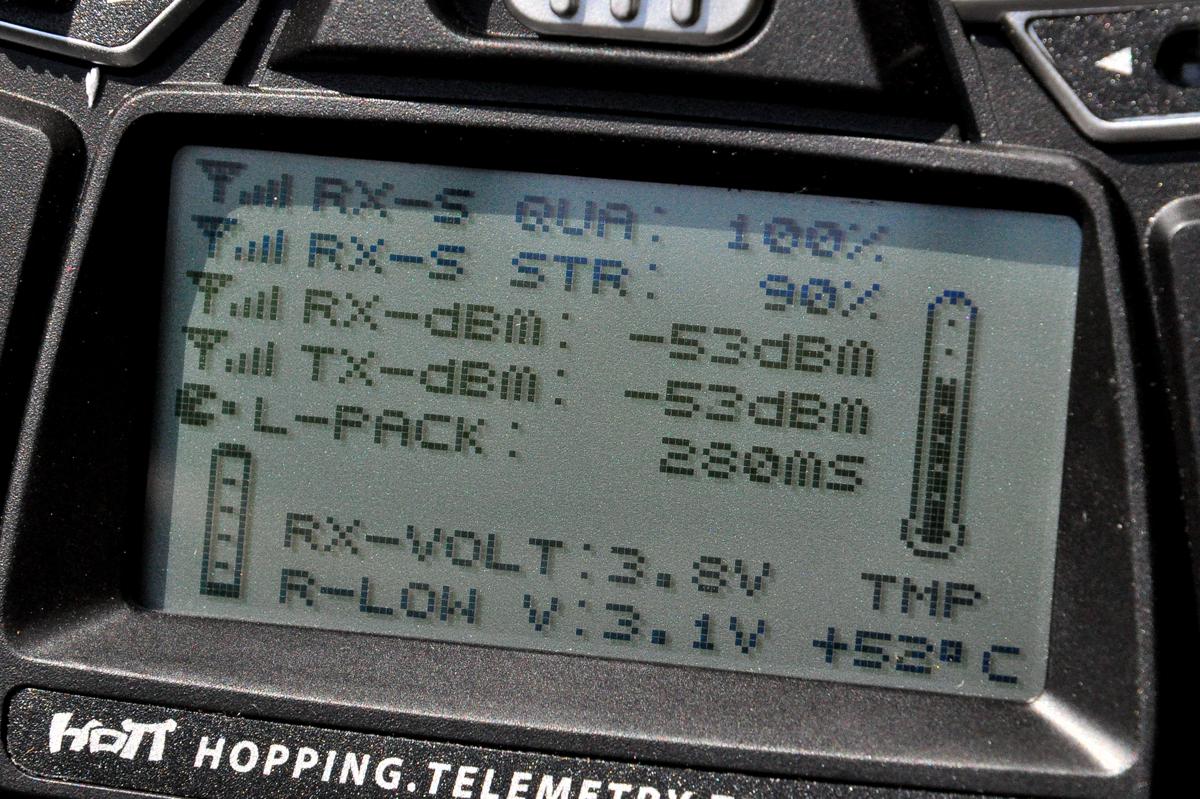 RX-S QUA: 100%
RX-S STR: 90%
RX-dBm: -53dBm
TX-dBm: -53dBm
L-PACK: 280mS
RX-VOLT:3.8V
R-LOW V:3.1V
TMP
+52°C
HoTT HOPPING.TELEMETRY